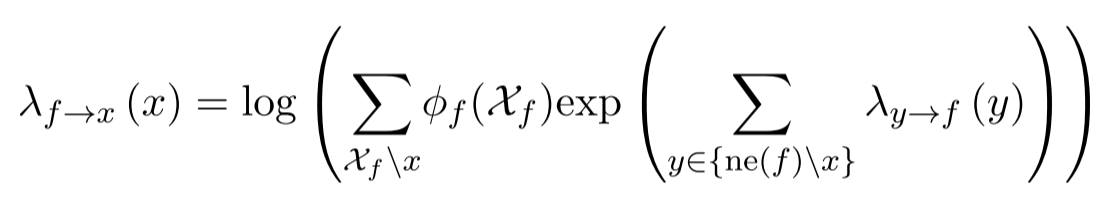 λ_{f→x} (x) = log ( ∑_{𝒳_f\x} ϕ_f(𝒳_f)exp ( ∑_{y∈{ne(f)\x}} λ_{y→f} (y) ) )